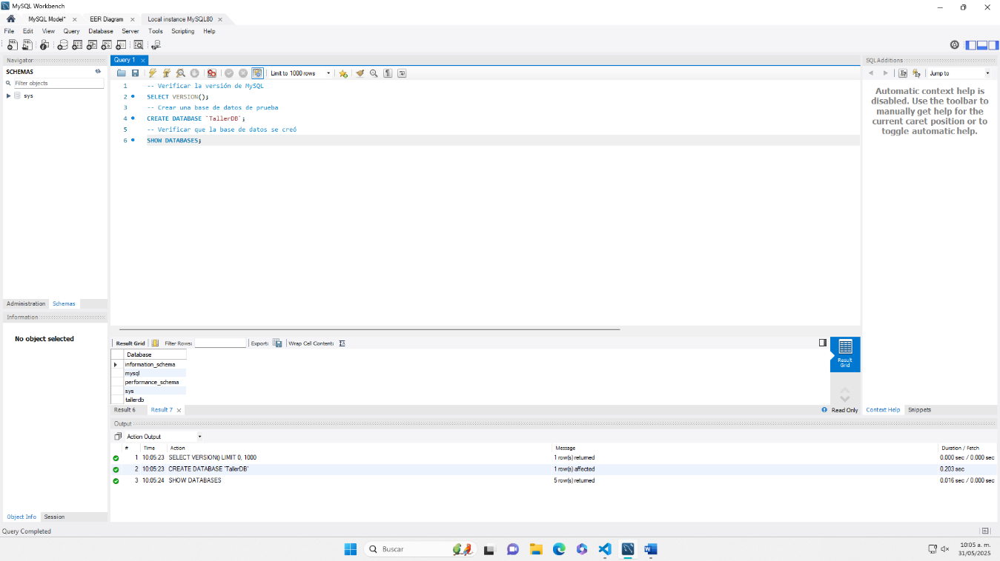 MySQL Workbench
MySQL Model* EER Diagram Local instance MySQL80
File Edit View Query Database Server Tools Scripting Help
Navigator
SCHEMAS
Filter objects
sys
Administration Schemas
Information
No object selected
Object Info Session
Query 1
Limit to 1000 rows
1 -- Verificar la versión de MySQL
2 SELECT VERSION();
3 -- Crear una base de datos de prueba
4 CREATE DATABASE `TallerDB`;
5 -- Verificar que la base de datos se creó
6 SHOW DATABASES;
Result Grid Filter Rows: Export: Wrap Cell Content:
Database
information_schema
mysql
performance_schema
sys
tallerdb
Result Grid
Result 6 Result 7 Read Only
SQLAdditions
Jump to
Automatic context help is
disabled. Use the toolbar to
manually get help for the
current caret position or to
toggle automatic help.
Context Help Snippets
Output
Action Output
# Time Action Message Duration / Fetch
1 10:05:23 SELECT VERSION() LIMIT 0, 1000 1 row(s) returned 0.000 sec / 0.000 sec
2 10:05:23 CREATE DATABASE `TallerDB` 1 row(s) affected 0.203 sec
3 10:05:24 SHOW DATABASES 5 row(s) returned 0.016 sec / 0.000 sec
Query Completed
Buscar
10:05 a. m.
31/05/2025